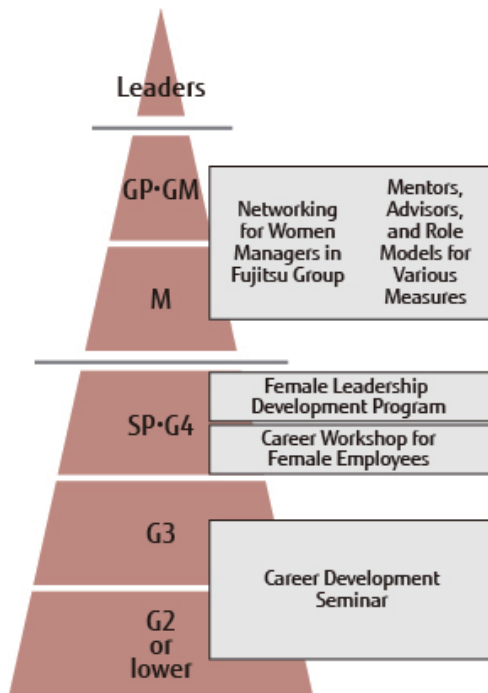 Leaders
GP·GM
Networking
for Women
Managers in
Fujitsu Group
Mentors,
Advisors,
and Role
Models for
Various
Measures
M
Female Leadership
Development Program
SP·G4
Career Workshop for
Female Employees
G3
Career Development
Seminar
G2
or
lower